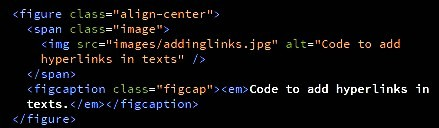 <figure class="align-center">
<span class="image">
<img src="images/addinglinks.jpg" alt="Code to add
hyperlinks in texts" />
</span>
<figcaption class="figcap"><em>Code to add hyperlinks in
texts.</em></figcaption>
</figure>